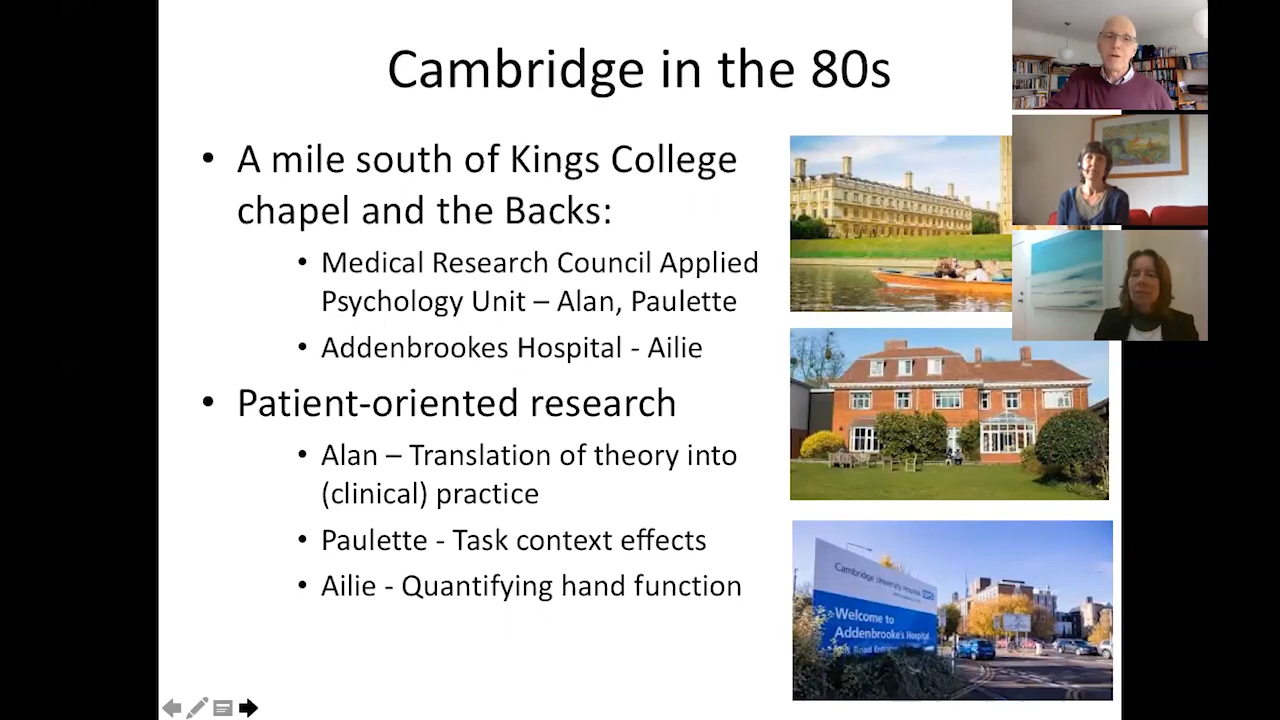 Cambridge in the 80s
• A mile south of Kings College
chapel and the Backs:
• Medical Research Council Applied
Psychology Unit – Alan, Paulette
• Addenbrookes Hospital - Ailie
• Patient-oriented research
• Alan – Translation of theory into
(clinical) practice
• Paulette - Task context effects
• Ailie - Quantifying hand function
Cambridge University Hospitals
NHS
Welcome to
Addenbrooke's Hospital
Road